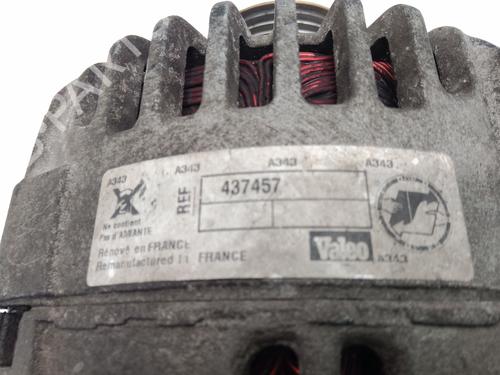 A343
A343
A343
A343
REF
437457
Ne contient
Pas d'AMIANTE
Rénové en FRANCE
Remanufactured in FRANCE
Valeo
A343